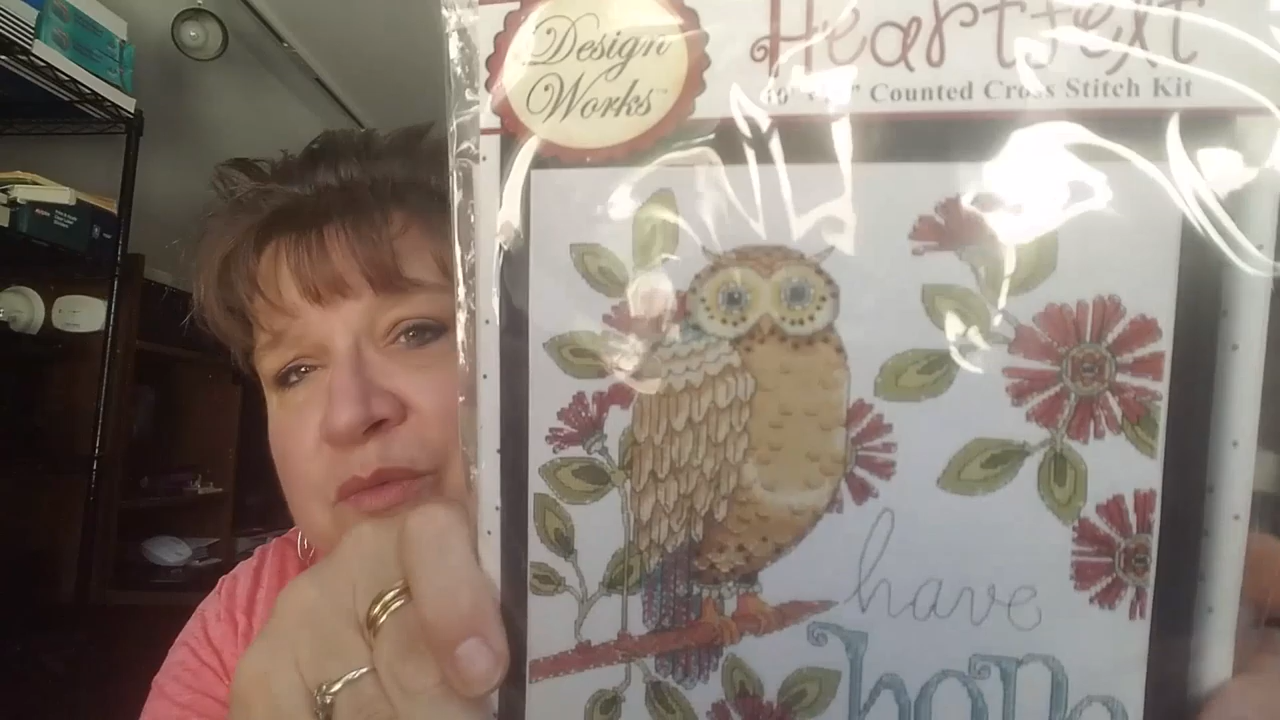 Design
Works
Heartfelt
Counted Cross Stitch Kit
have
hope